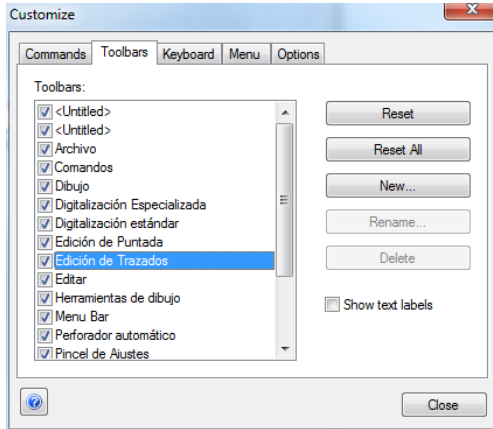 Customize
Commands Toolbars Keyboard Menu Options
Toolbars:
<Untitled>
<Untitled>
Archivo
Comandos
Dibujo
Digitalización Especializada
Digitalización estándar
Edición de Puntada
Edición de Trazados
Editar
Herramientas de dibujo
Menu Bar
Perforador automático
Pincel de Ajustes
Reset
Reset All
New...
Rename...
Delete
Show text labels
Close